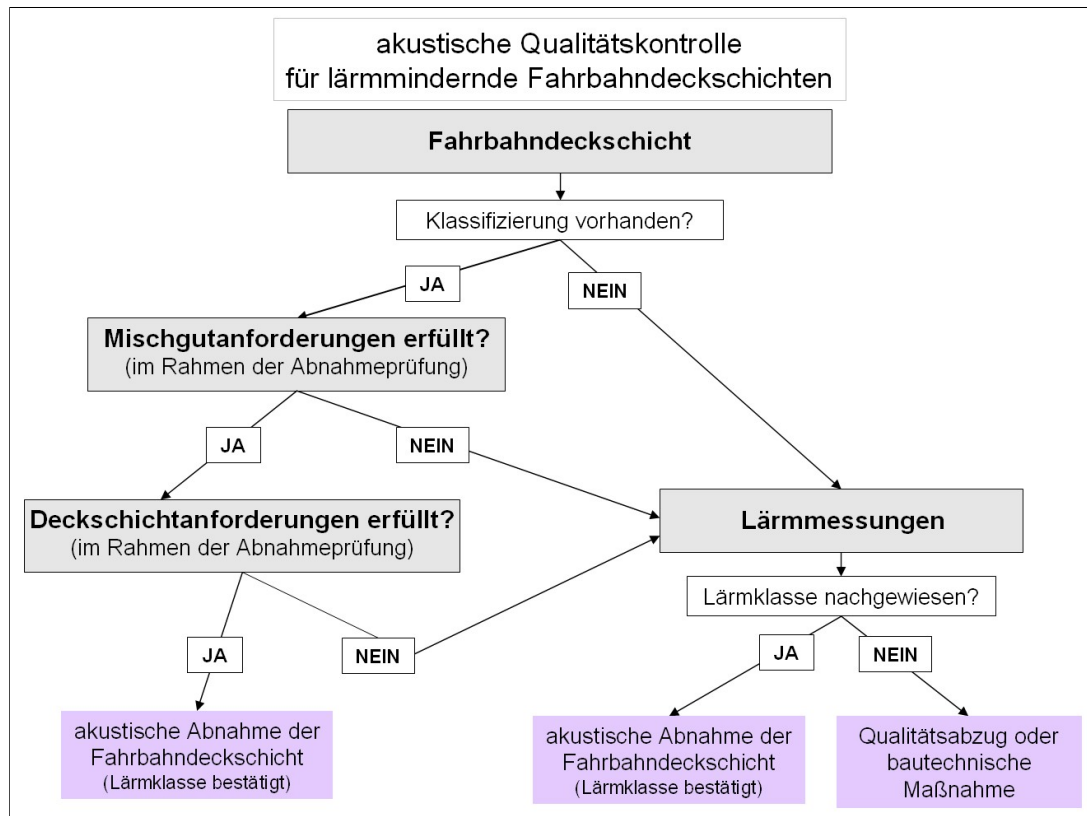 akustische Qualitätskontrolle
für lärmmindernde Fahrbahndeckschichten
Fahrbahndeckschicht
Klassifizierung vorhanden?
JA
NEIN
Mischgutanforderungen erfüllt?
(im Rahmen der Abnahmeprüfung)
JA
NEIN
Deckschichtanforderungen erfüllt?
(im Rahmen der Abnahmeprüfung)
Lärmmessungen
Lärmklasse nachgewiesen?
JA
NEIN
JA
NEIN
akustische Abnahme der
Fahrbahndeckschicht
(Lärmklasse bestätigt)
akustische Abnahme der
Fahrbahndeckschicht
(Lärmklasse bestätigt)
Qualitätsabzug oder
bautechnische
Maßnahme